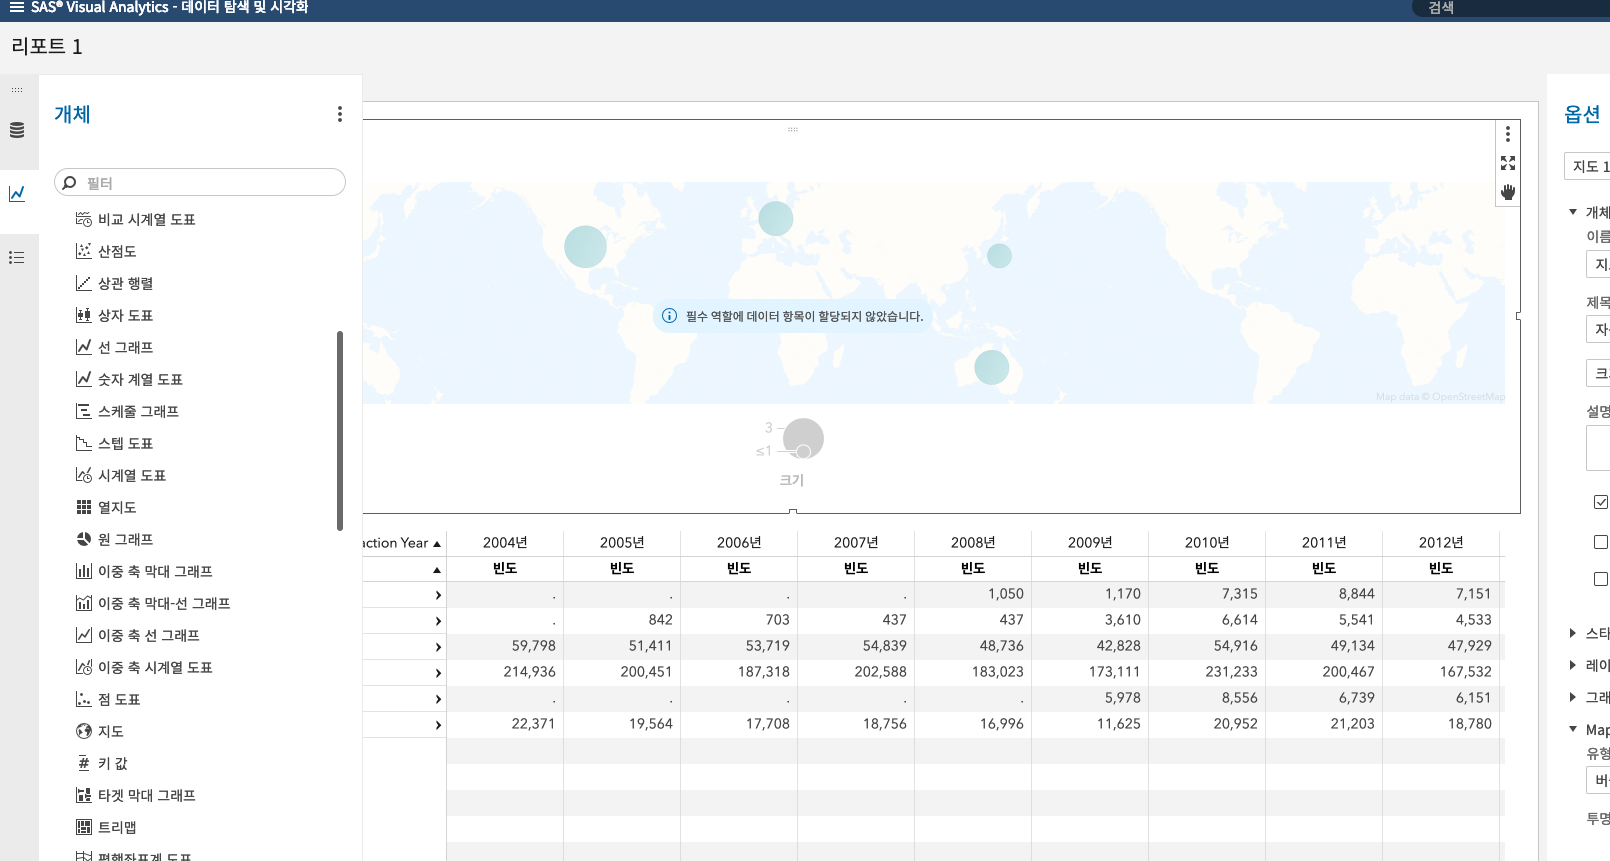 SAS® Visual Analytics - 데이터 탐색 및 시각화
검색
리포트 1
개체
필터
비교 시계열 도표
산점도
상관 행렬
상자 도표
선 그래프
숫자 계열 도표
스케줄 그래프
스텝 도표
시계열 도표
열지도
원 그래프
이중 축 막대 그래프
이중 축 막대-선 그래프
이중 축 선 그래프
이중 축 시계열 도표
점 도표
지도
키 값
타겟 막대 그래프
트리맵
평행좌표계 도표
필수 역할에 데이터 항목이 할당되지 않았습니다.
Map data © OpenStreetMap
3
≤1
크기
action Year 2004년 2005년 2006년 2007년 2008년 2009년 2010년 2011년 2012년
빈도 빈도 빈도 빈도 빈도 빈도 빈도 빈도 빈도
. . . . 1,050 1,170 7,315 8,844 7,151
. 842 703 437 437 3,610 6,614 5,541 4,533
59,798 51,411 53,719 54,839 48,736 42,828 54,916 49,134 47,929
214,936 200,451 187,318 202,588 183,023 173,111 231,233 200,467 167,532
. . . . . 5,978 8,556 6,739 6,151
22,371 19,564 17,708 18,756 16,996 11,625 20,952 21,203 18,780
옵션
지도 1
개체
이름
지
제목
자
크
설명
스타
레이
그래
Map
유형
버
투명